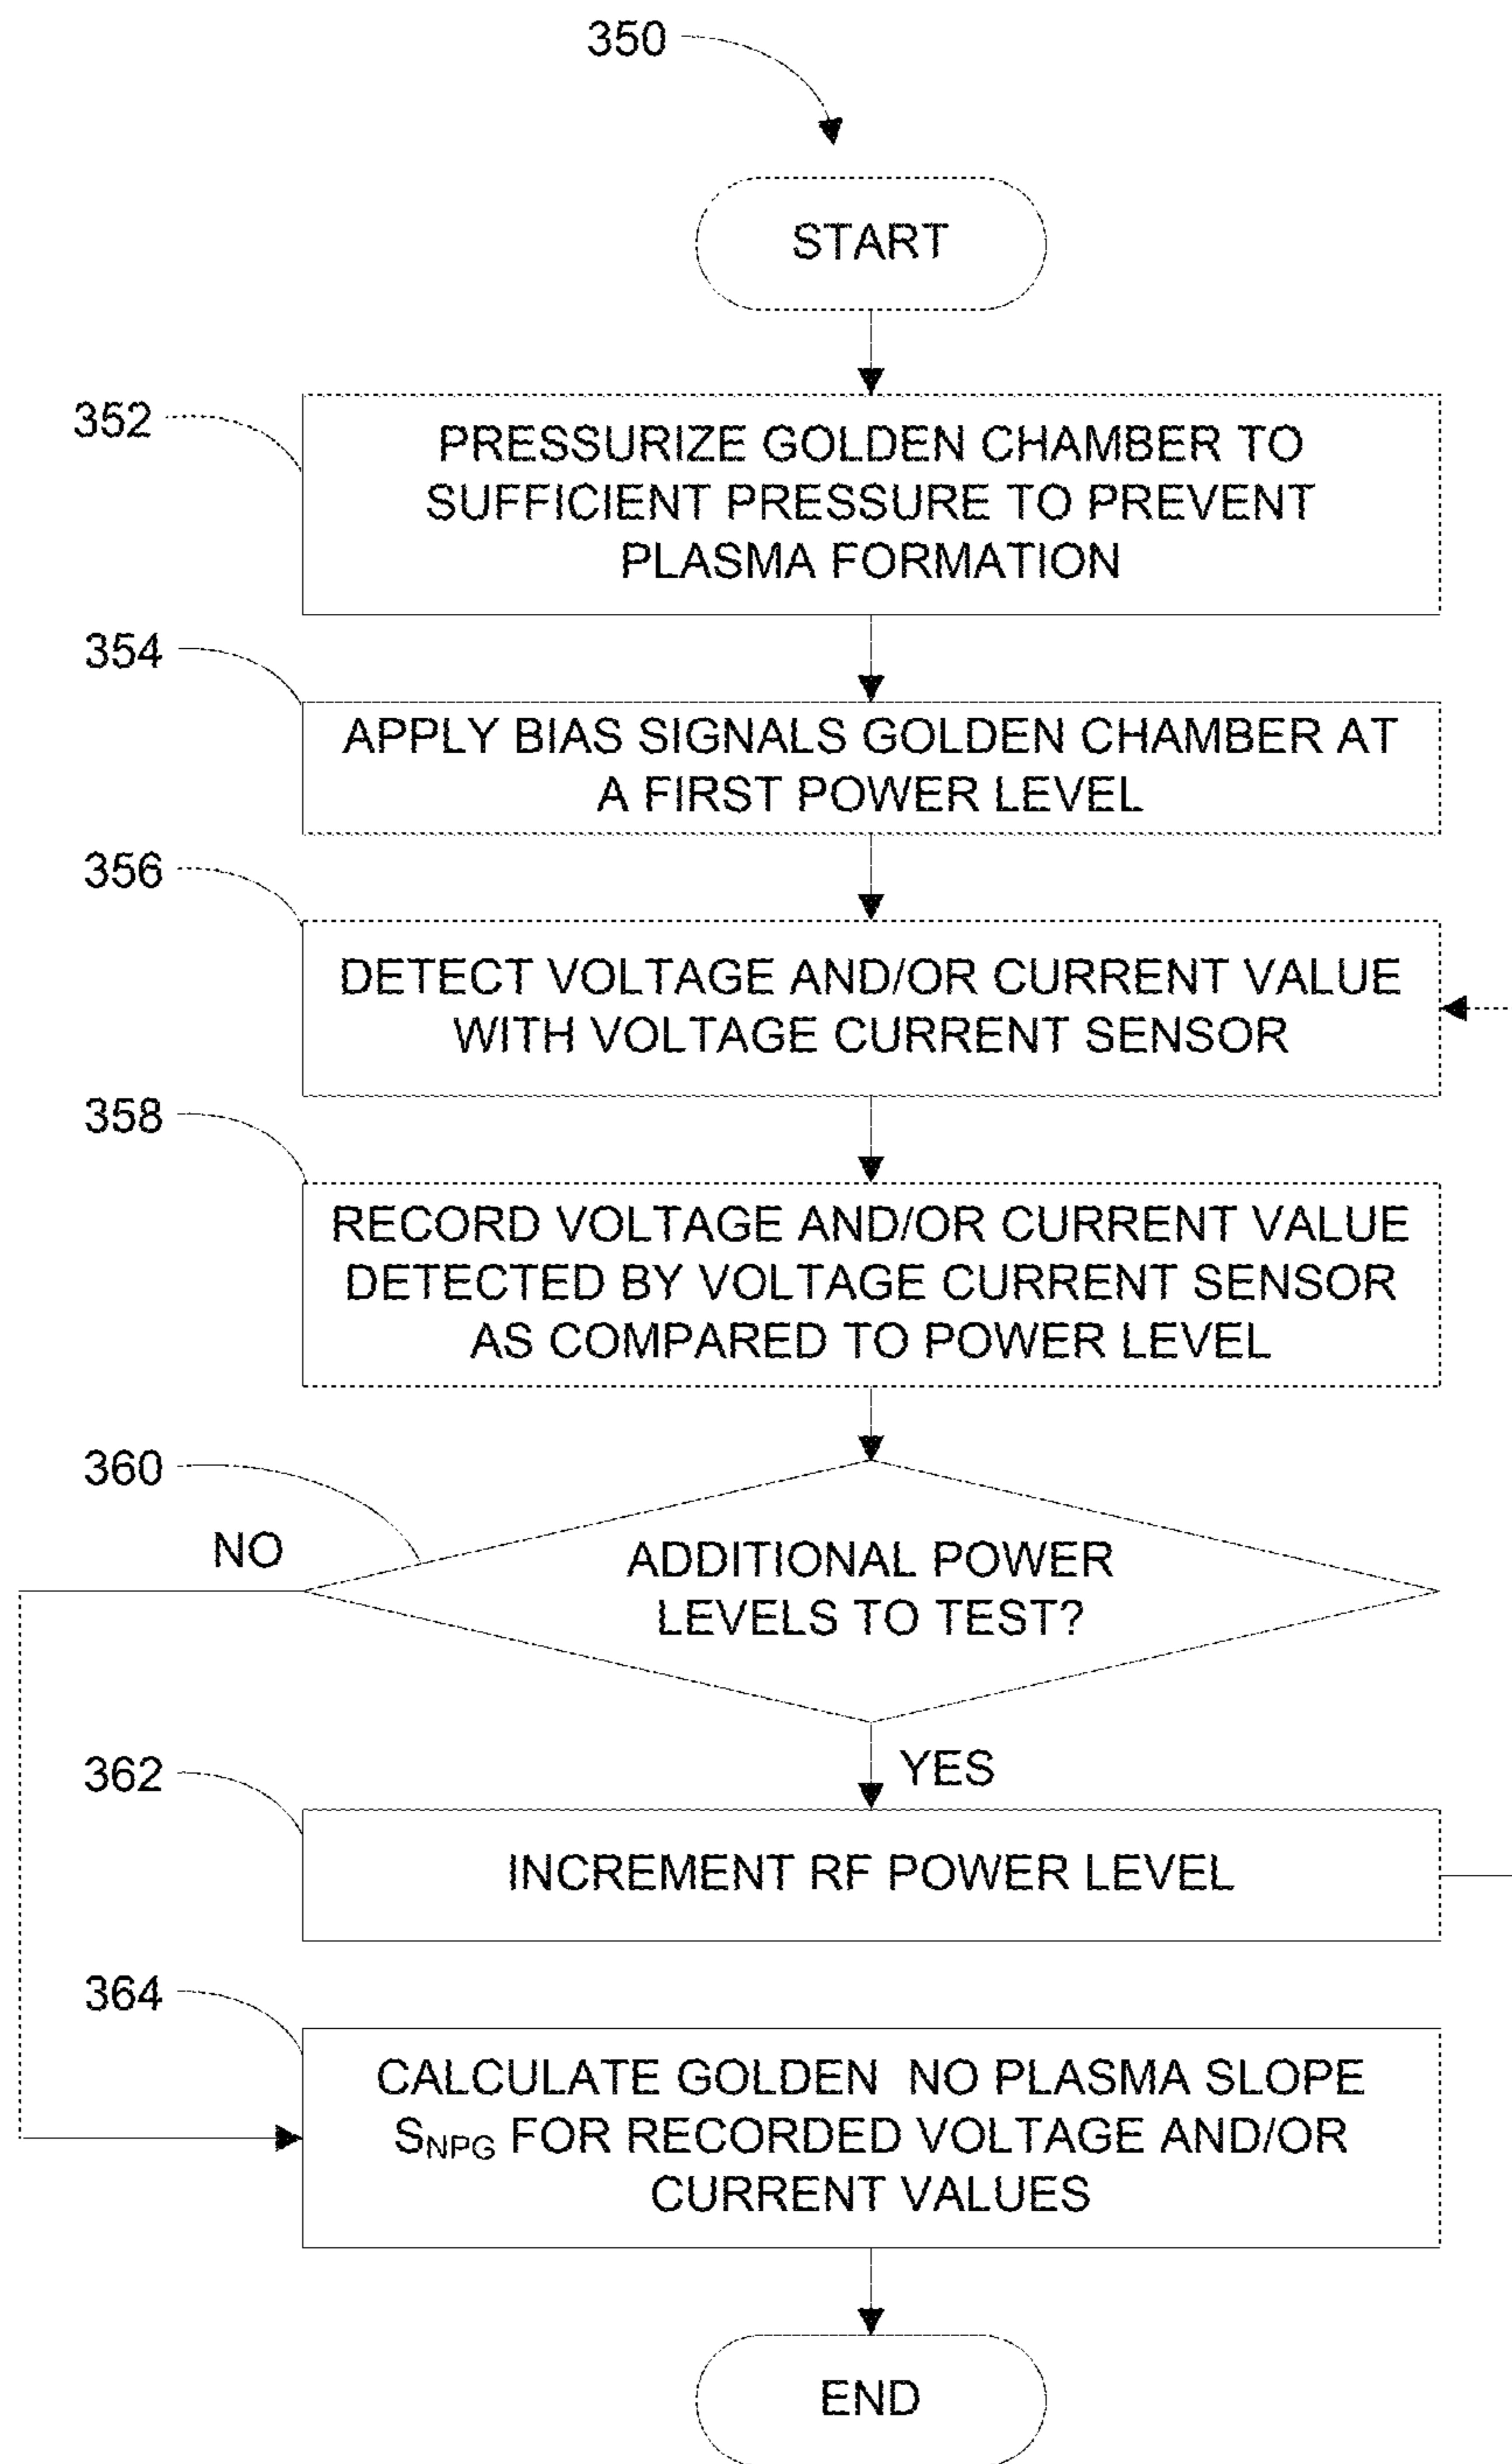 350
START
352
PRESSURIZE GOLDEN CHAMBER TO
SUFFICIENT PRESSURE TO PREVENT
PLASMA FORMATION
354
APPLY BIAS SIGNALS GOLDEN CHAMBER AT
A FIRST POWER LEVEL
356
DETECT VOLTAGE AND/OR CURRENT VALUE
WITH VOLTAGE CURRENT SENSOR
358
RECORD VOLTAGE AND/OR CURRENT VALUE
DETECTED BY VOLTAGE CURRENT SENSOR
AS COMPARED TO POWER LEVEL
360
NO
ADDITIONAL POWER
LEVELS TO TEST?
YES
362
INCREMENT RF POWER LEVEL
364
CALCULATE GOLDEN NO PLASMA SLOPE
SNPG FOR RECORDED VOLTAGE AND/OR
CURRENT VALUES
END